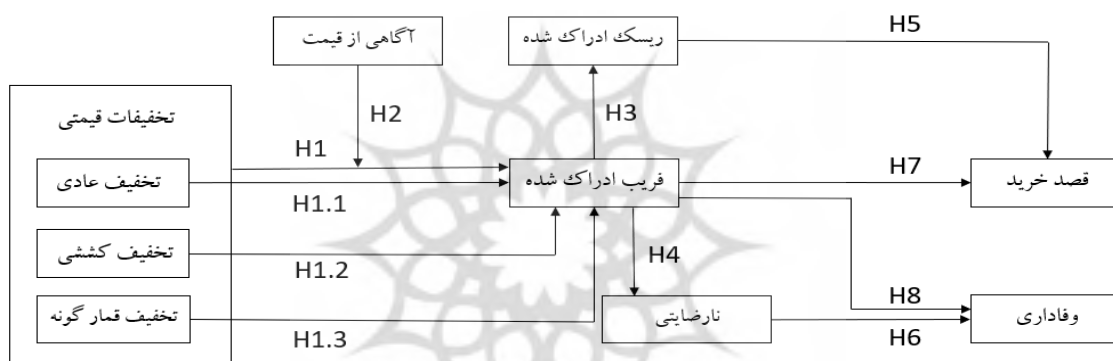 آگاهی از قیمت
ریسک ادراک شده
H5
H2
H3
تخفیفات قیمتی
H1
تخفیف عادی
H1.1
فریب ادراک شده
H7
قصد خرید
تخفیف کششی
H1.2
H4
H8
تخفیف قمار گونه
H1.3
نارضایتی
H6
وفاداری